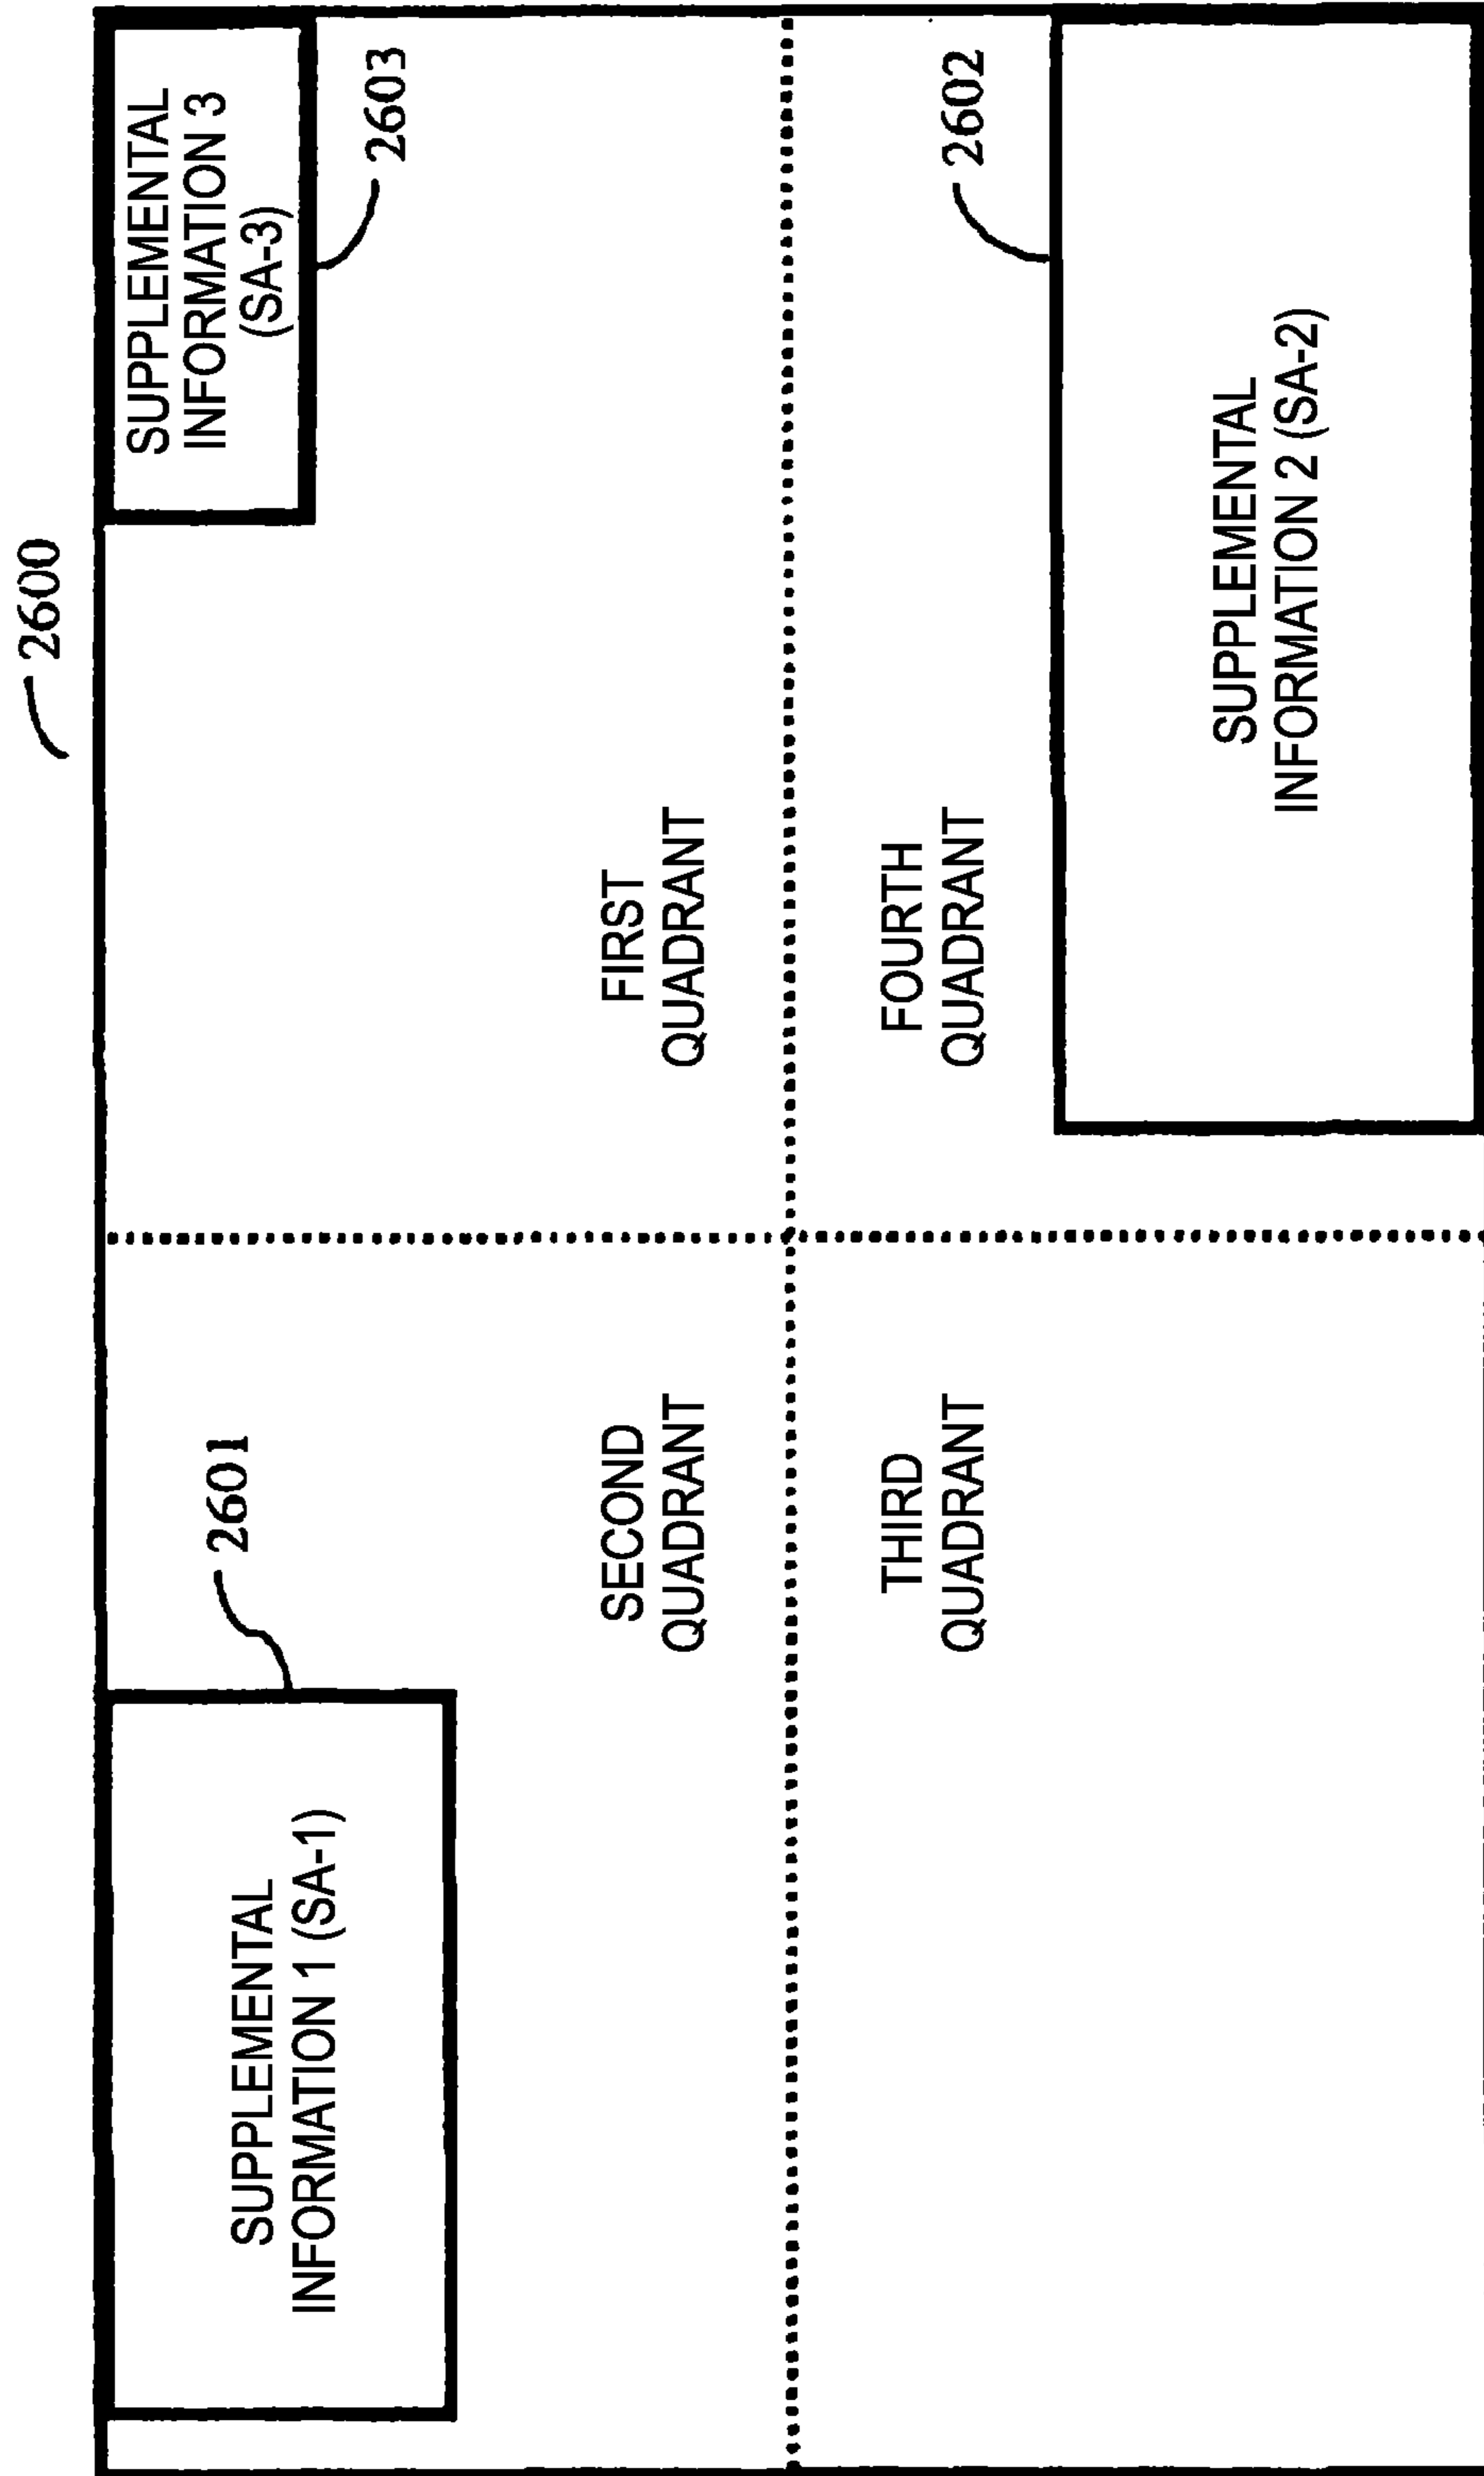 2600
SUPPLEMENTAL
INFORMATION 1 (SA-1)
2601
SUPPLEMENTAL
INFORMATION 3
(SA-3)
2603
SECOND
QUADRANT
FIRST
QUADRANT
THIRD
QUADRANT
FOURTH
QUADRANT
2602
SUPPLEMENTAL
INFORMATION 2 (SA-2)